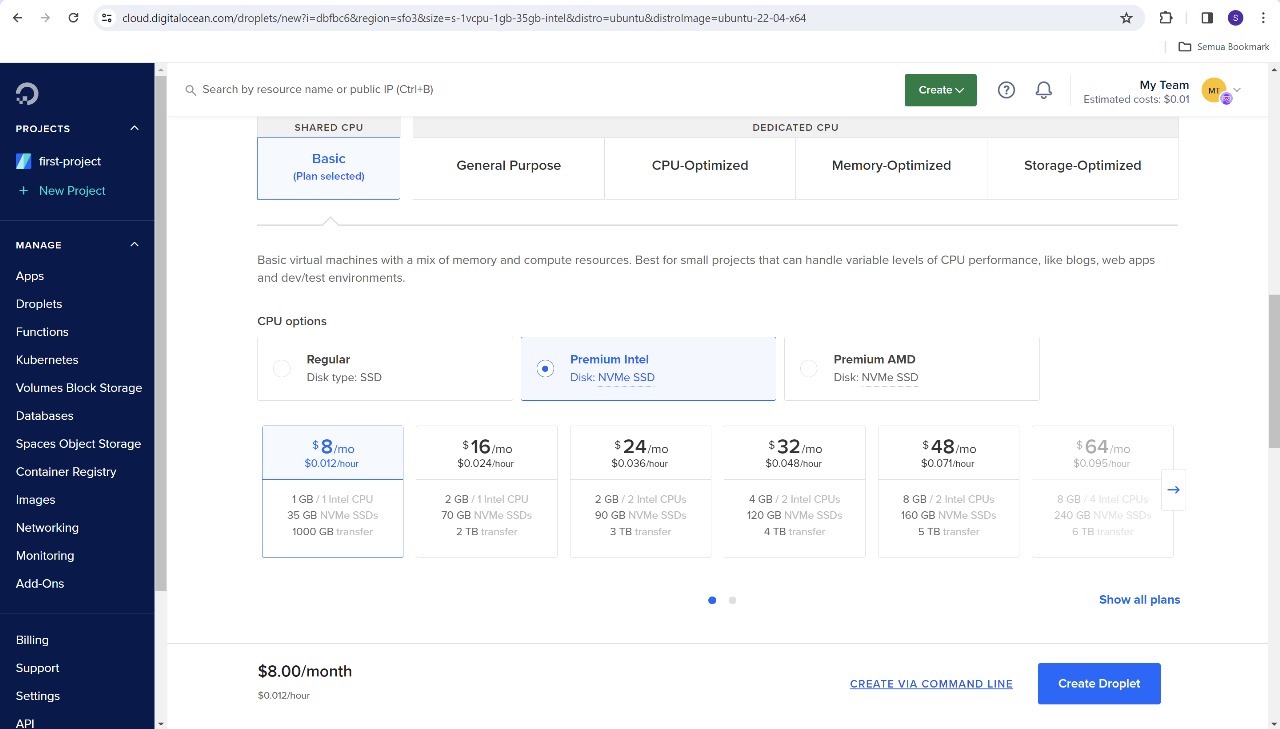 cloud.digitalocean.com/droplets/new?i=dbfbc6&region=sfo3&size=s-1vcpu-1gb-35gb-intel&distro=ubuntu&distroImage=ubuntu-22-04-x64
S
Semua Bookmark
Search by resource name or public IP (Ctrl+B)
Create
?
My Team
Estimated costs: $0.01
MT
PROJECTS
first-project
+ New Project
MANAGE
Apps
Droplets
Functions
Kubernetes
Volumes Block Storage
Databases
Spaces Object Storage
Container Registry
Images
Networking
Monitoring
Add-Ons
Billing
Support
Settings
API
SHARED CPU
DEDICATED CPU
Basic
(Plan selected)
General Purpose
CPU-Optimized
Memory-Optimized
Storage-Optimized
Basic virtual machines with a mix of memory and compute resources. Best for small projects that can handle variable levels of CPU performance, like blogs, web apps
and dev/test environments.
CPU options
Regular
Disk type: SSD
Premium Intel
Disk: NVMe SSD
Premium AMD
Disk: NVMe SSD
$8/mo
$0.012/hour
1 GB / 1 Intel CPU
35 GB NVMe SSDs
1000 GB transfer
$16/mo
$0.024/hour
2 GB / 1 Intel CPU
70 GB NVMe SSDs
2 TB transfer
$24/mo
$0.036/hour
2 GB / 2 Intel CPUs
90 GB NVMe SSDs
3 TB transfer
$32/mo
$0.048/hour
4 GB / 2 Intel CPUs
120 GB NVMe SSDs
4 TB transfer
$48/mo
$0.071/hour
8 GB / 2 Intel CPUs
160 GB NVMe SSDs
5 TB transfer
$64/mo
$0.095/hour
8 GB / 4 Intel CPUs
240 GB NVMe SSDs
6 TB transfer
Show all plans
$8.00/month
$0.012/hour
CREATE VIA COMMAND LINE
Create Droplet